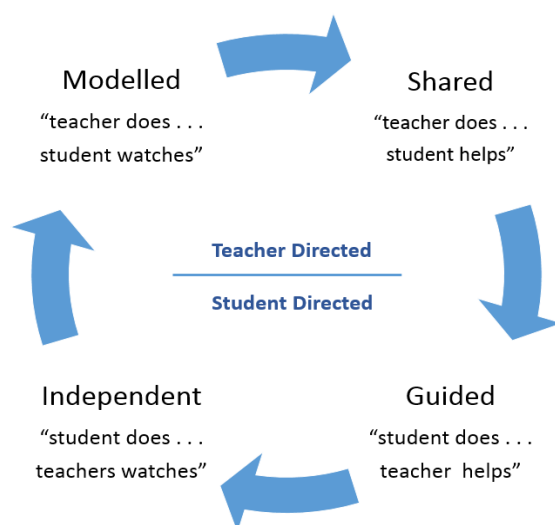 Modelled
“teacher does . . .
student watches”
Shared
“teacher does . . .
student helps”
Teacher Directed
Student Directed
Independent
“student does . . .
teachers watches”
Guided
“student does . . .
teacher helps”